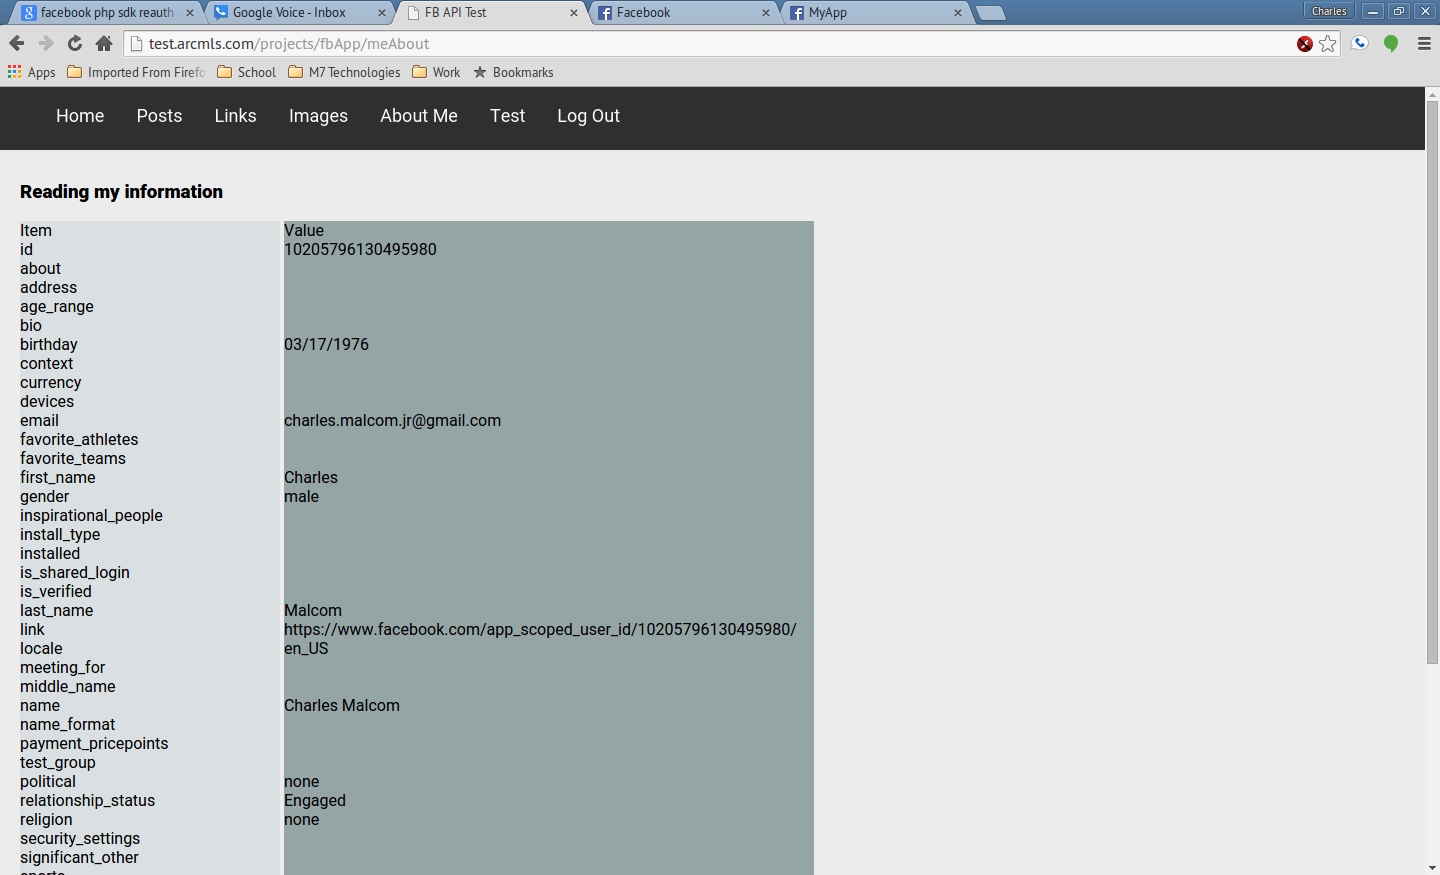 facebook php sdk reauth
Google Voice - Inbox
FB API Test
Facebook
MyApp
Charles
test.arcmls.com/projects/fbApp/meAbout
Apps
Imported From Firefo
School
M7 Technologies
Work
Bookmarks
Home
Posts
Links
Images
About Me
Test
Log Out
Reading my information
Item Value
id 10205796130495980
about
address
age_range
bio
birthday 03/17/1976
context
currency
devices
email charles.malcom.jr@gmail.com
favorite_athletes
favorite_teams
first_name Charles
gender male
inspirational_people
install_type
installed
is_shared_login
is_verified
last_name Malcom
link https://www.facebook.com/app_scoped_user_id/10205796130495980/
locale en_US
meeting_for
middle_name
name Charles Malcom
name_format
payment_pricepoints
test_group
political none
relationship_status Engaged
religion none
security_settings
significant_other